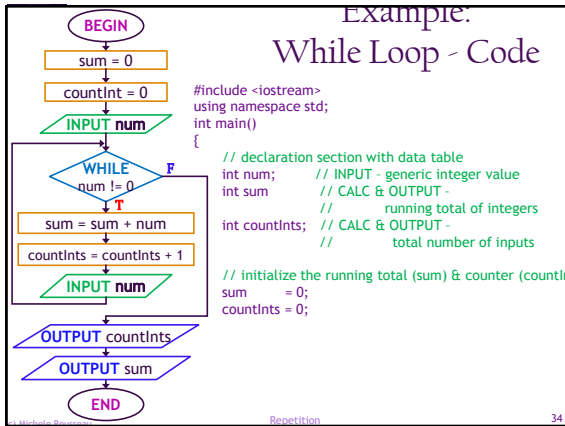 Example:
While Loop - Code
BEGIN
sum = 0
countInt = 0
INPUT num
WHILE
num != 0
F
T
sum = sum + num
countInts = countInts + 1
INPUT num
OUTPUT countInts
OUTPUT sum
END
#include <iostream>
using namespace std;
int main()
{
// declaration section with data table
int num; // INPUT - generic integer value
int sum // CALC & OUTPUT -
// running total of integers
int countInts; // CALC & OUTPUT -
// total number of inputs
// initialize the running total (sum) & counter (countIn
sum = 0;
countInts = 0;
(c) Michele Rousseau
Repetition
34